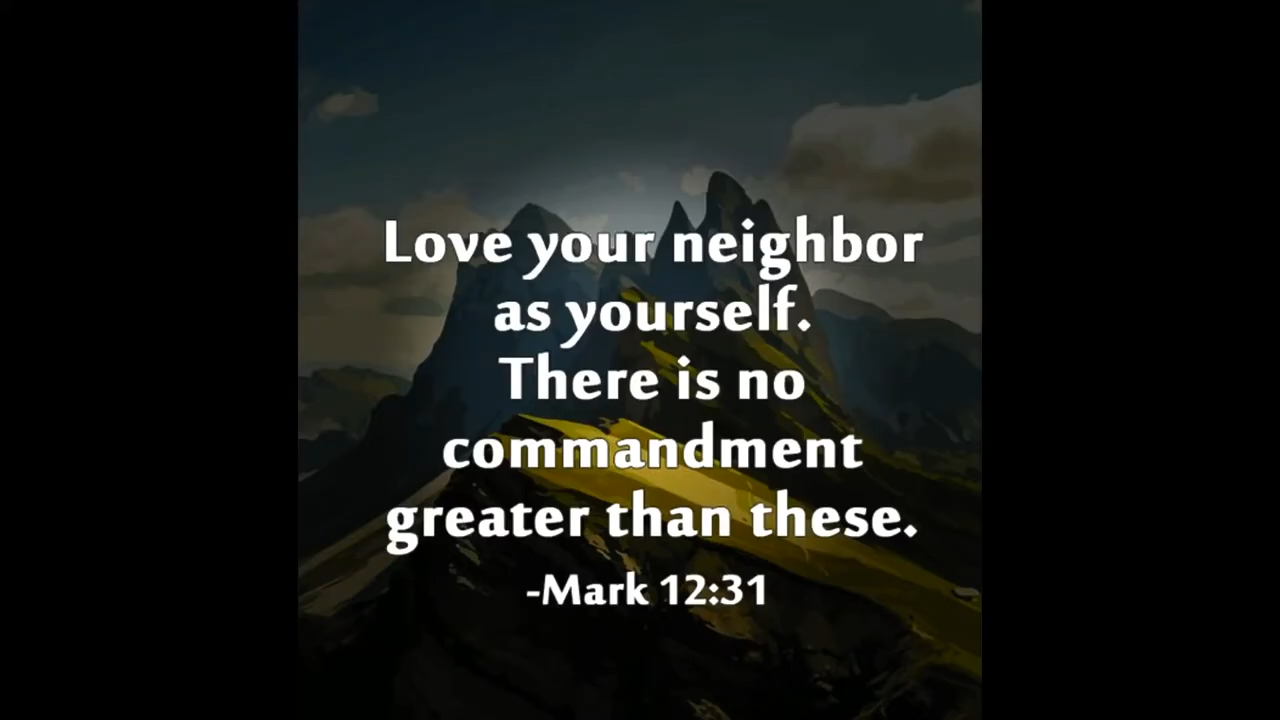 Love your neighbor
as yourself.
There is no
commandment
greater than these.
-Mark 12:31